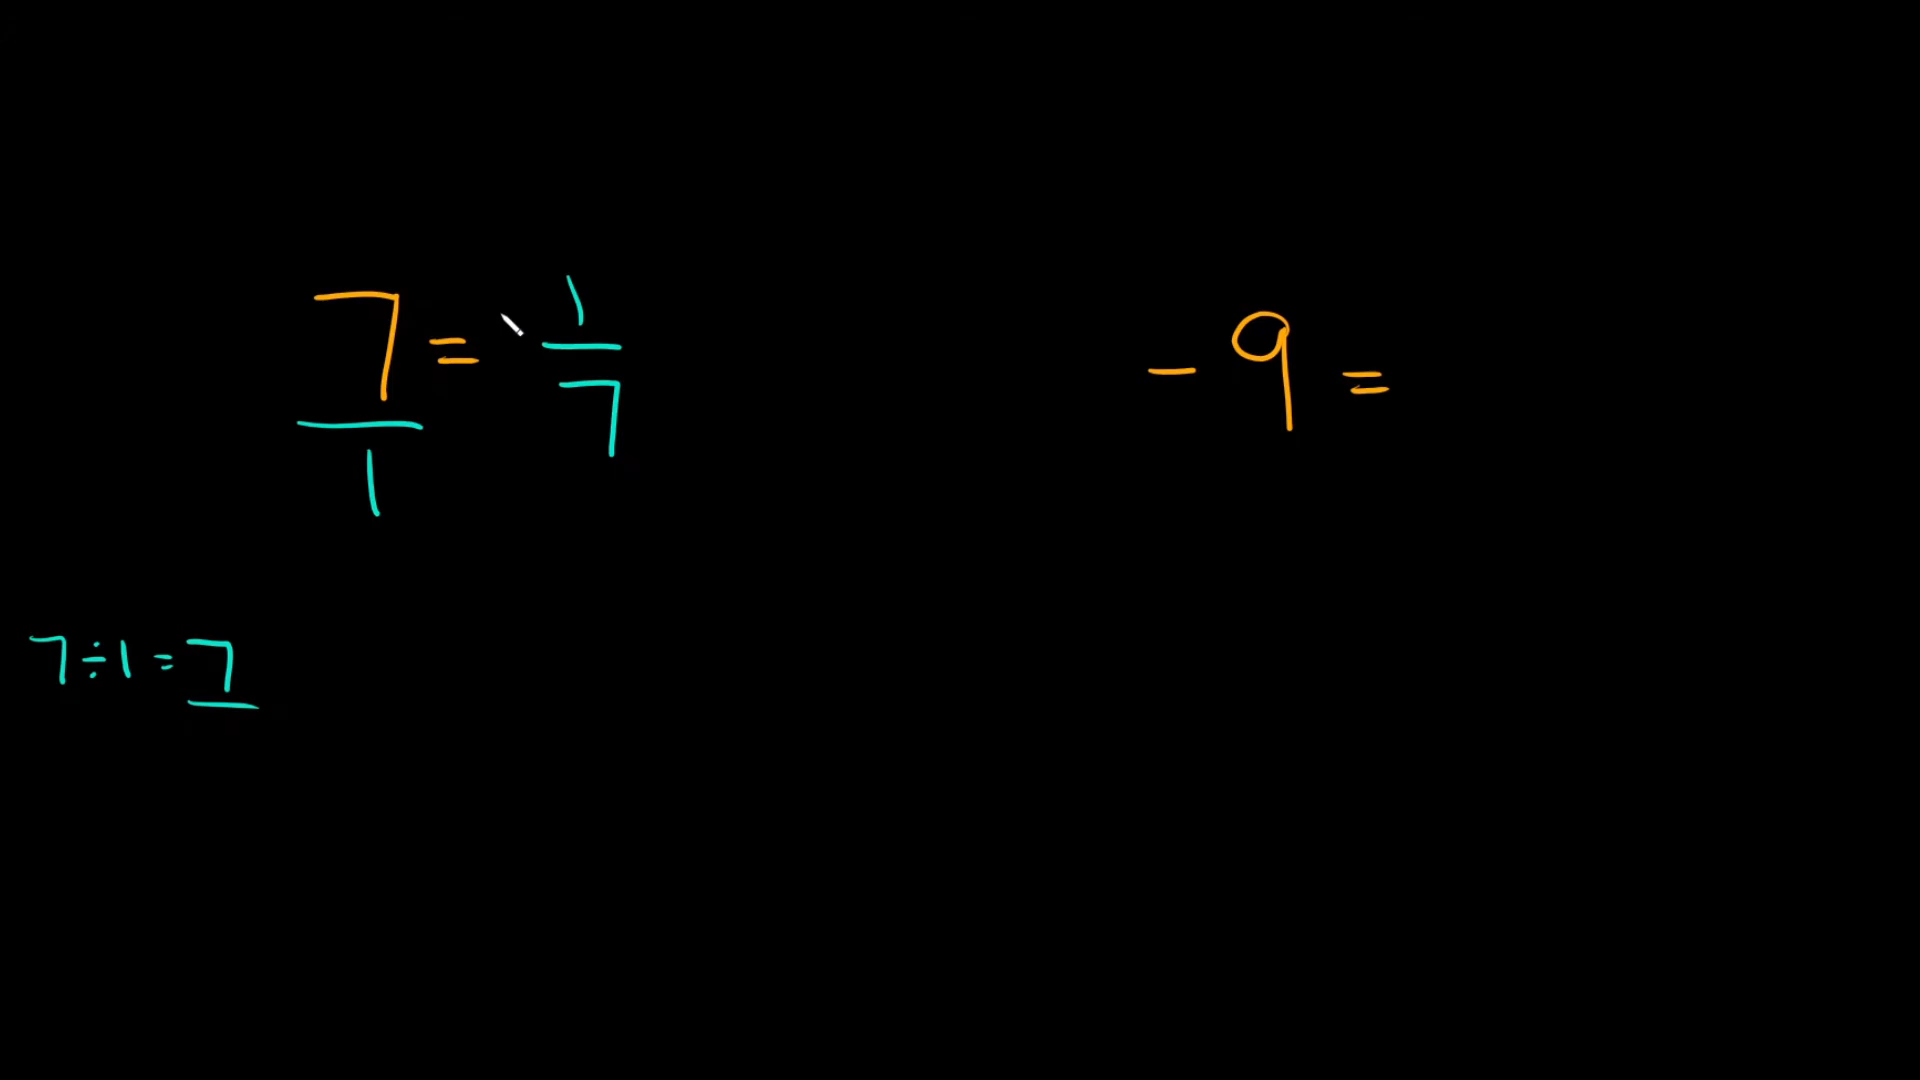 7/1 = 1/7
-9 =
7÷1=7